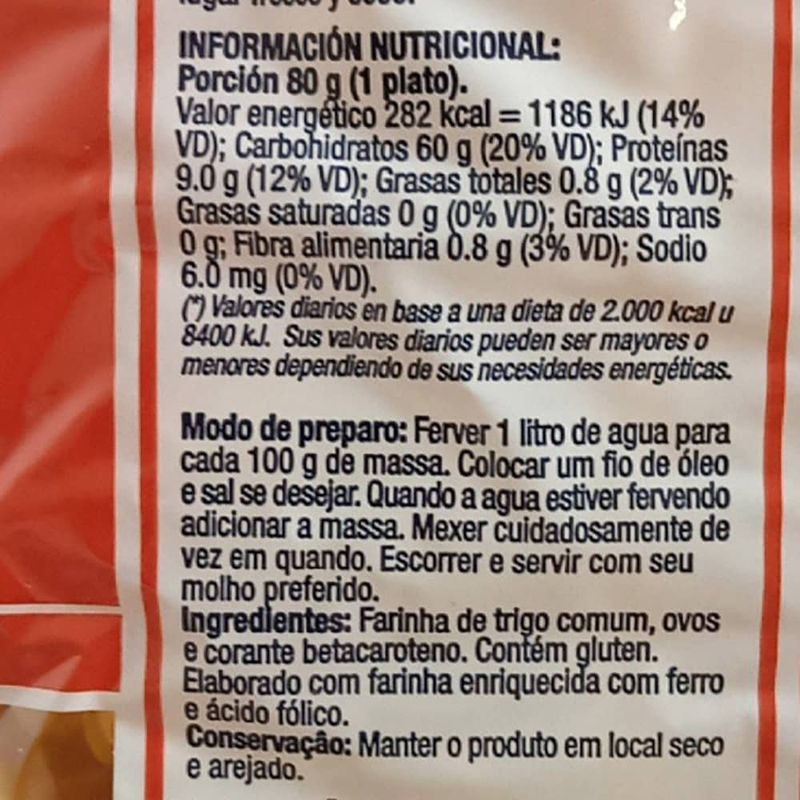 lugar fresco y seco.
INFORMACIÓN NUTRICIONAL:
Porción 80 g (1 plato).
Valor energético 282 kcal = 1186 kJ (14%
VD); Carbohidratos 60 g (20% VD); Proteínas
9.0 g (12% VD); Grasas totales 0.8 g (2% VD);
Grasas saturadas 0 g (0% VD); Grasas trans
0 g; Fibra alimentaria 0.8 g (3% VD); Sodio
6.0 mg (0% VD).
(*) Valores diarios en base a una dieta de 2.000 kcal u
8400 kJ. Sus valores diarios pueden ser mayores o
menores dependiendo de sus necesidades energéticas.
Modo de preparo: Ferver 1 litro de agua para
cada 100 g de massa. Colocar um fio de óleo
e sal se desejar. Quando a agua estiver fervendo
adicionar a massa. Mexer cuidadosamente de
vez em quando. Escorrer e servir com seu
molho preferido.
Ingredientes: Farinha de trigo comum, ovos
e corante betacaroteno. Contém gluten.
Elaborado com farinha enriquecida com ferro
e ácido fólico.
Conservação: Manter o produto em local seco
e arejado.